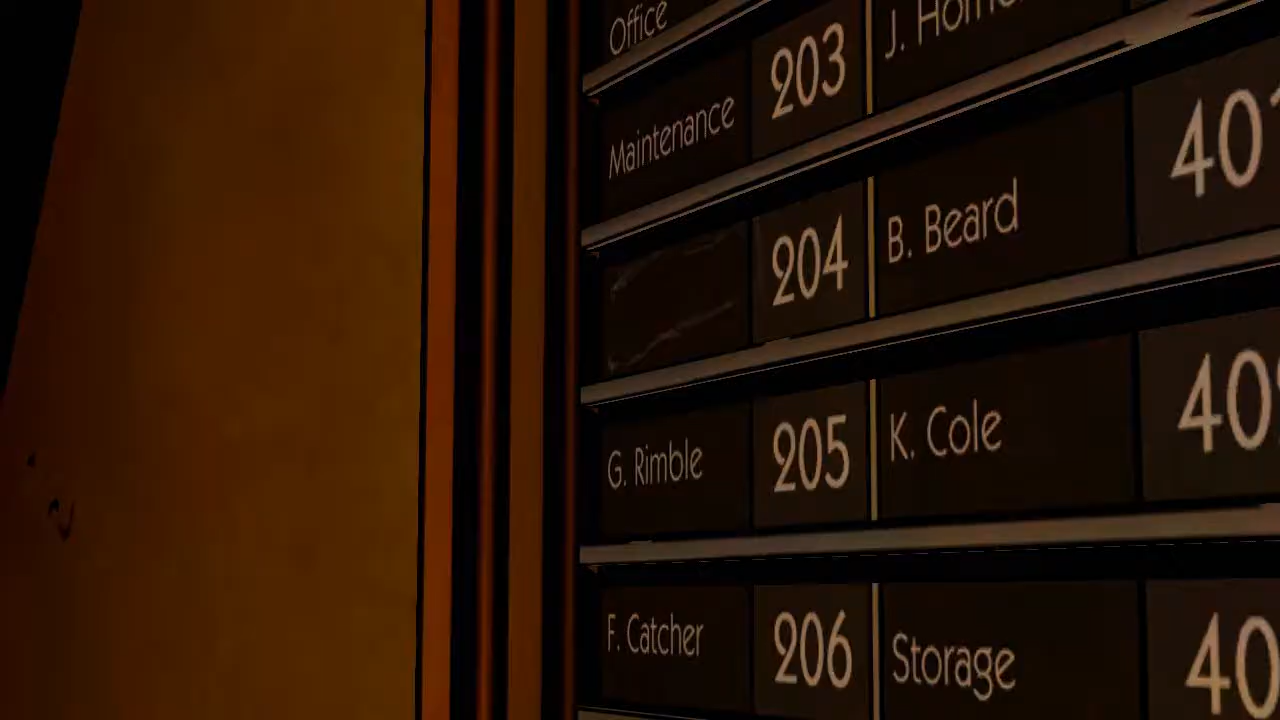 Office
Maintenance 203
204 B. Beard
G. Rimble 205 K. Cole
F. Catcher 206 Storage